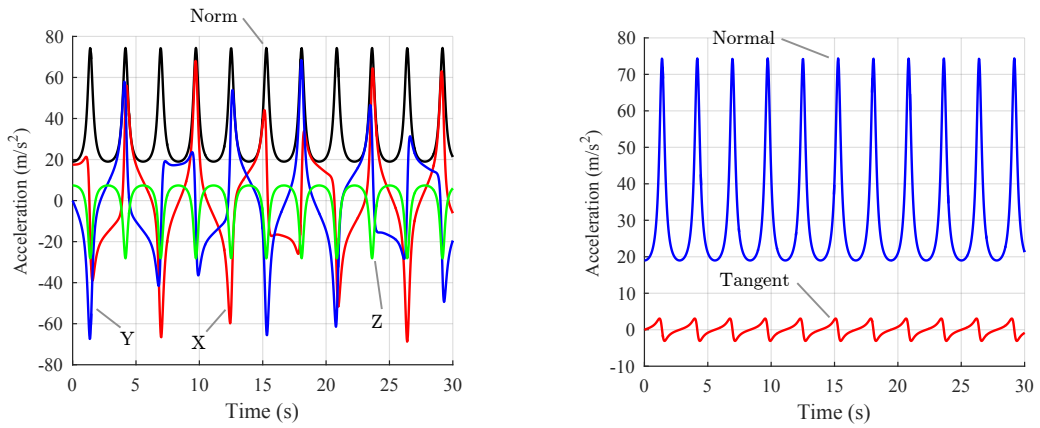 Norm
80
60
40
20
0
-20
-40
-60
-80
Acceleration (m/s²)
Y
X
Z
0 5 10 15 20 25 30
Time (s)
Normal
80
70
60
50
40
30
20
10
0
-10
Acceleration (m/s²)
Tangent
0 5 10 15 20 25 30
Time (s)